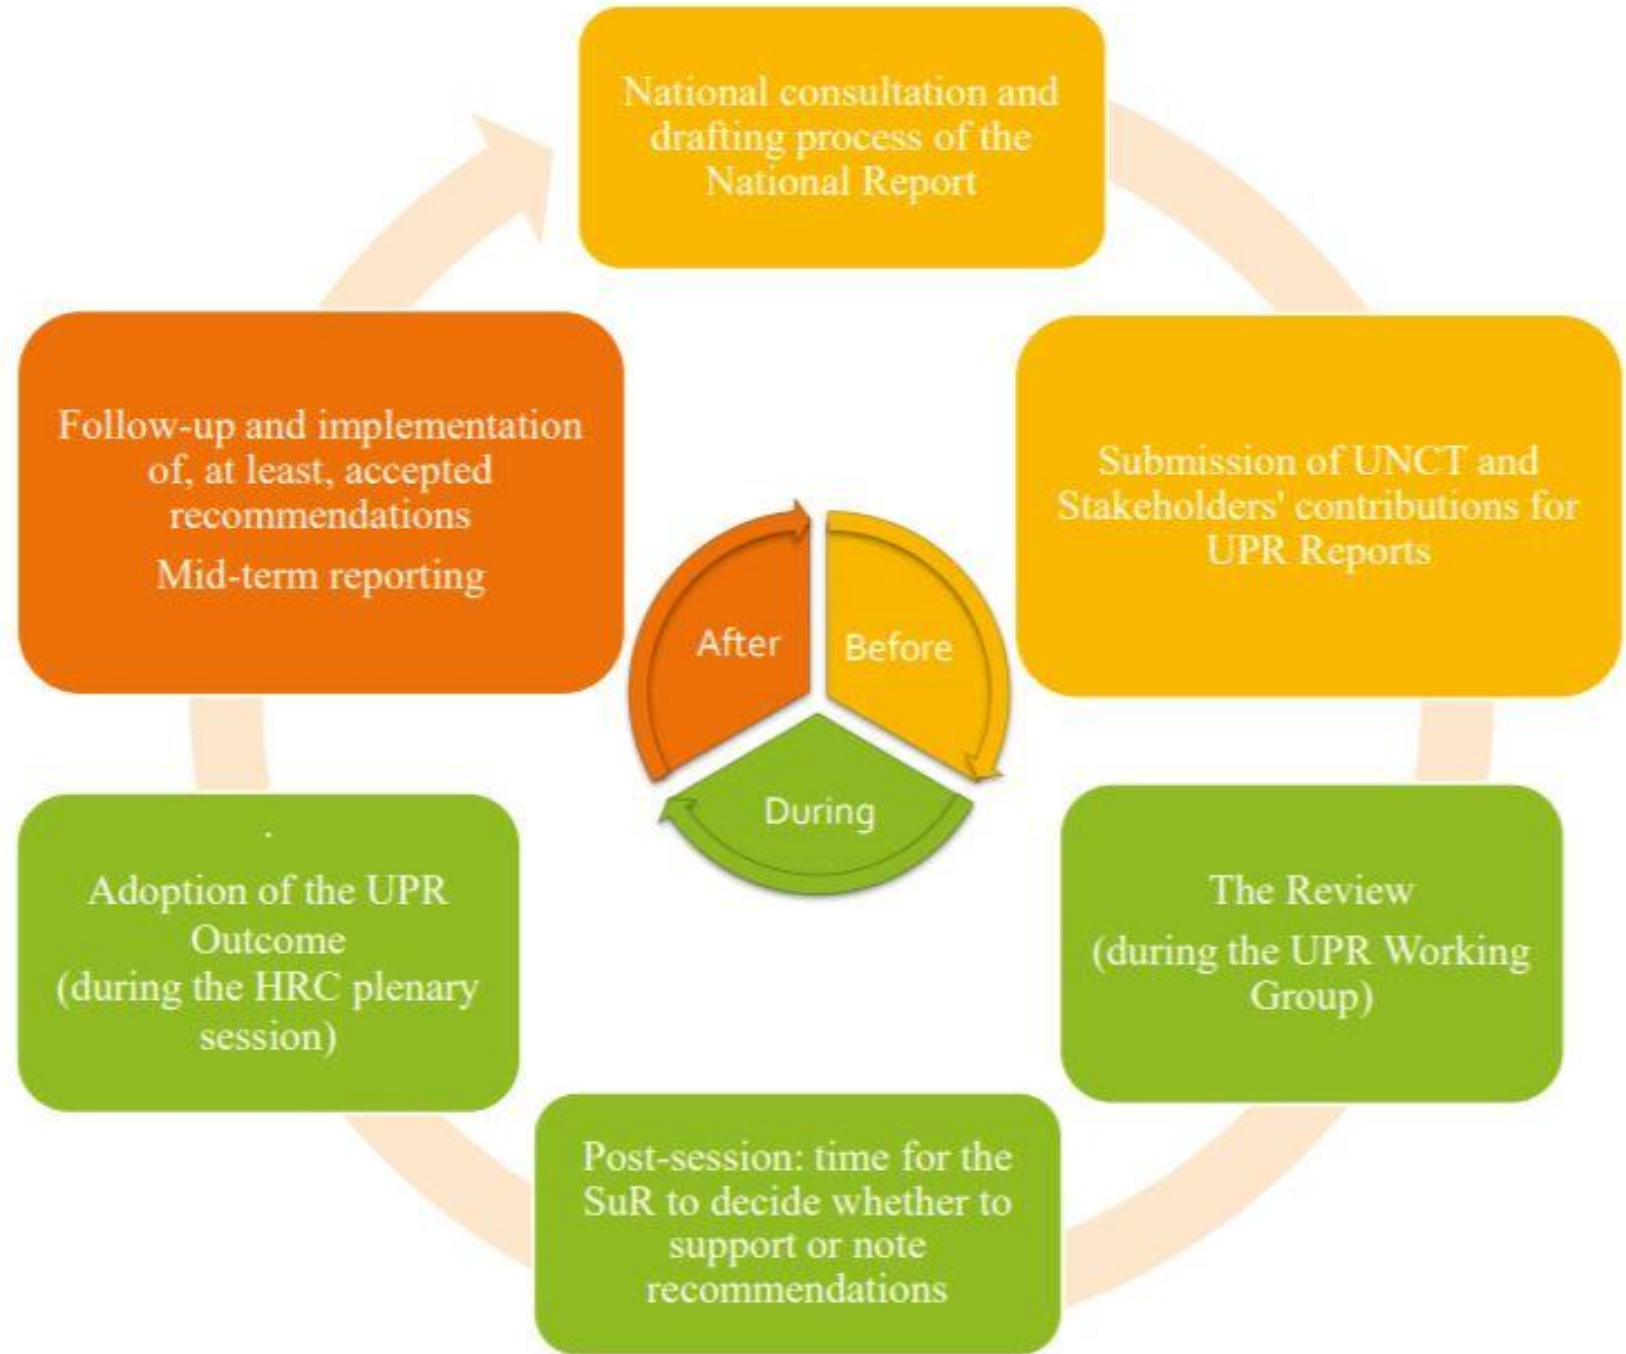 National consultation and
drafting process of the
National Report
Submission of UNCT and
Stakeholders' contributions for
UPR Reports
The Review
(during the UPR Working
Group)
Post-session: time for the
SuR to decide whether to
support or note
recommendations
.
Adoption of the UPR
Outcome
(during the HRC plenary
session)
Follow-up and implementation
of, at least, accepted
recommendations
Mid-term reporting
After
Before
During